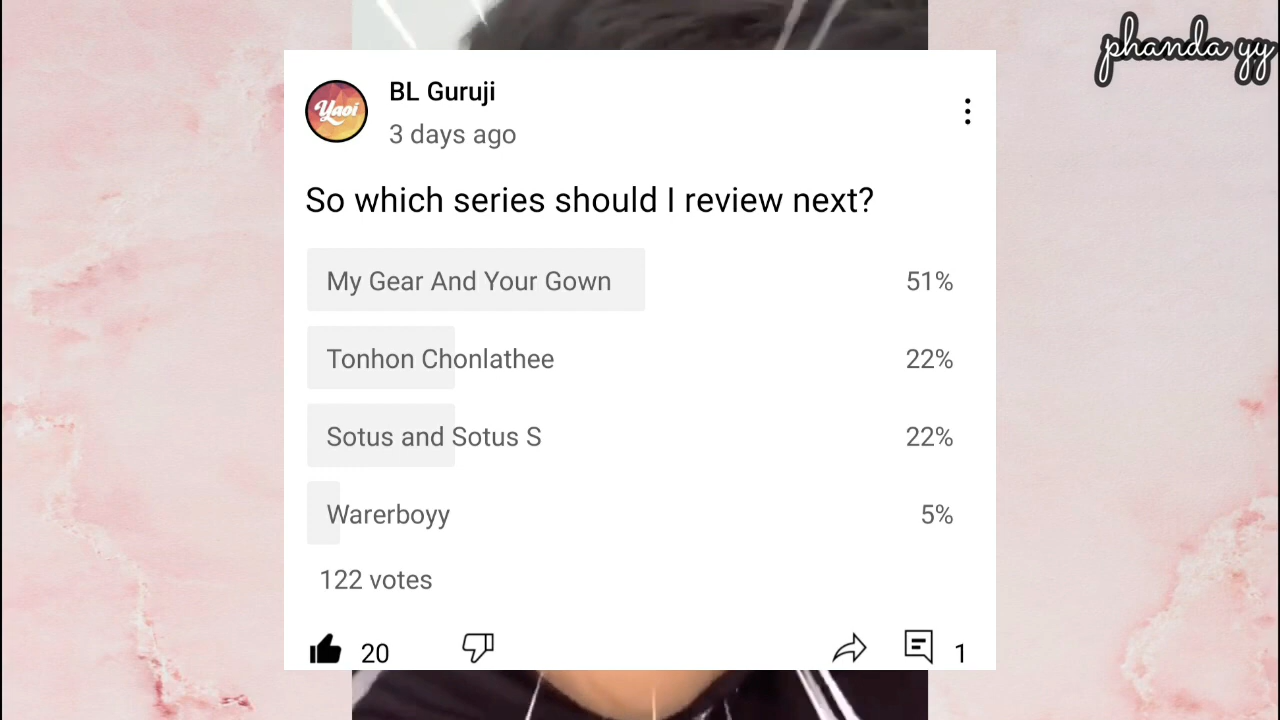 phanda yy
Yaoi
BL Guruji
3 days ago
So which series should I review next?
My Gear And Your Gown 51%
Tonhon Chonlathee 22%
Sotus and Sotus S 22%
Warerboyy 5%
122 votes
20 1